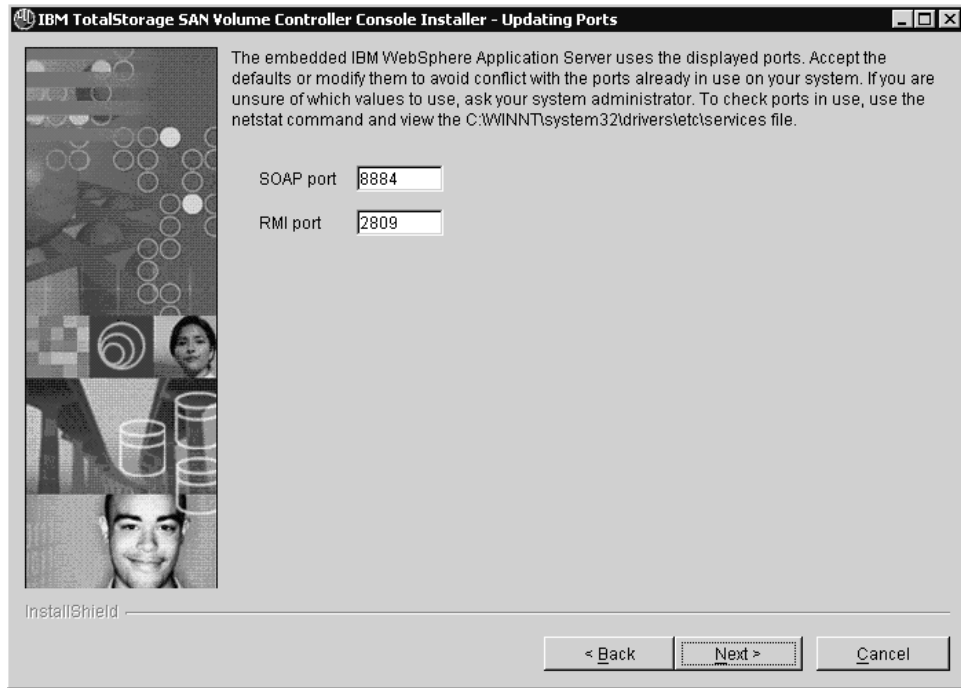 IBM TotalStorage SAN Volume Controller Console Installer - Updating Ports
The embedded IBM WebSphere Application Server uses the displayed ports. Accept the
defaults or modify them to avoid conflict with the ports already in use on your system. If you are
unsure of which values to use, ask your system administrator. To check ports in use, use the
netstat command and view the C:\WINNT\system32\drivers\etc\services file.
SOAP port 8884
RMI port 2809
InstallShield
< Back Next > Cancel